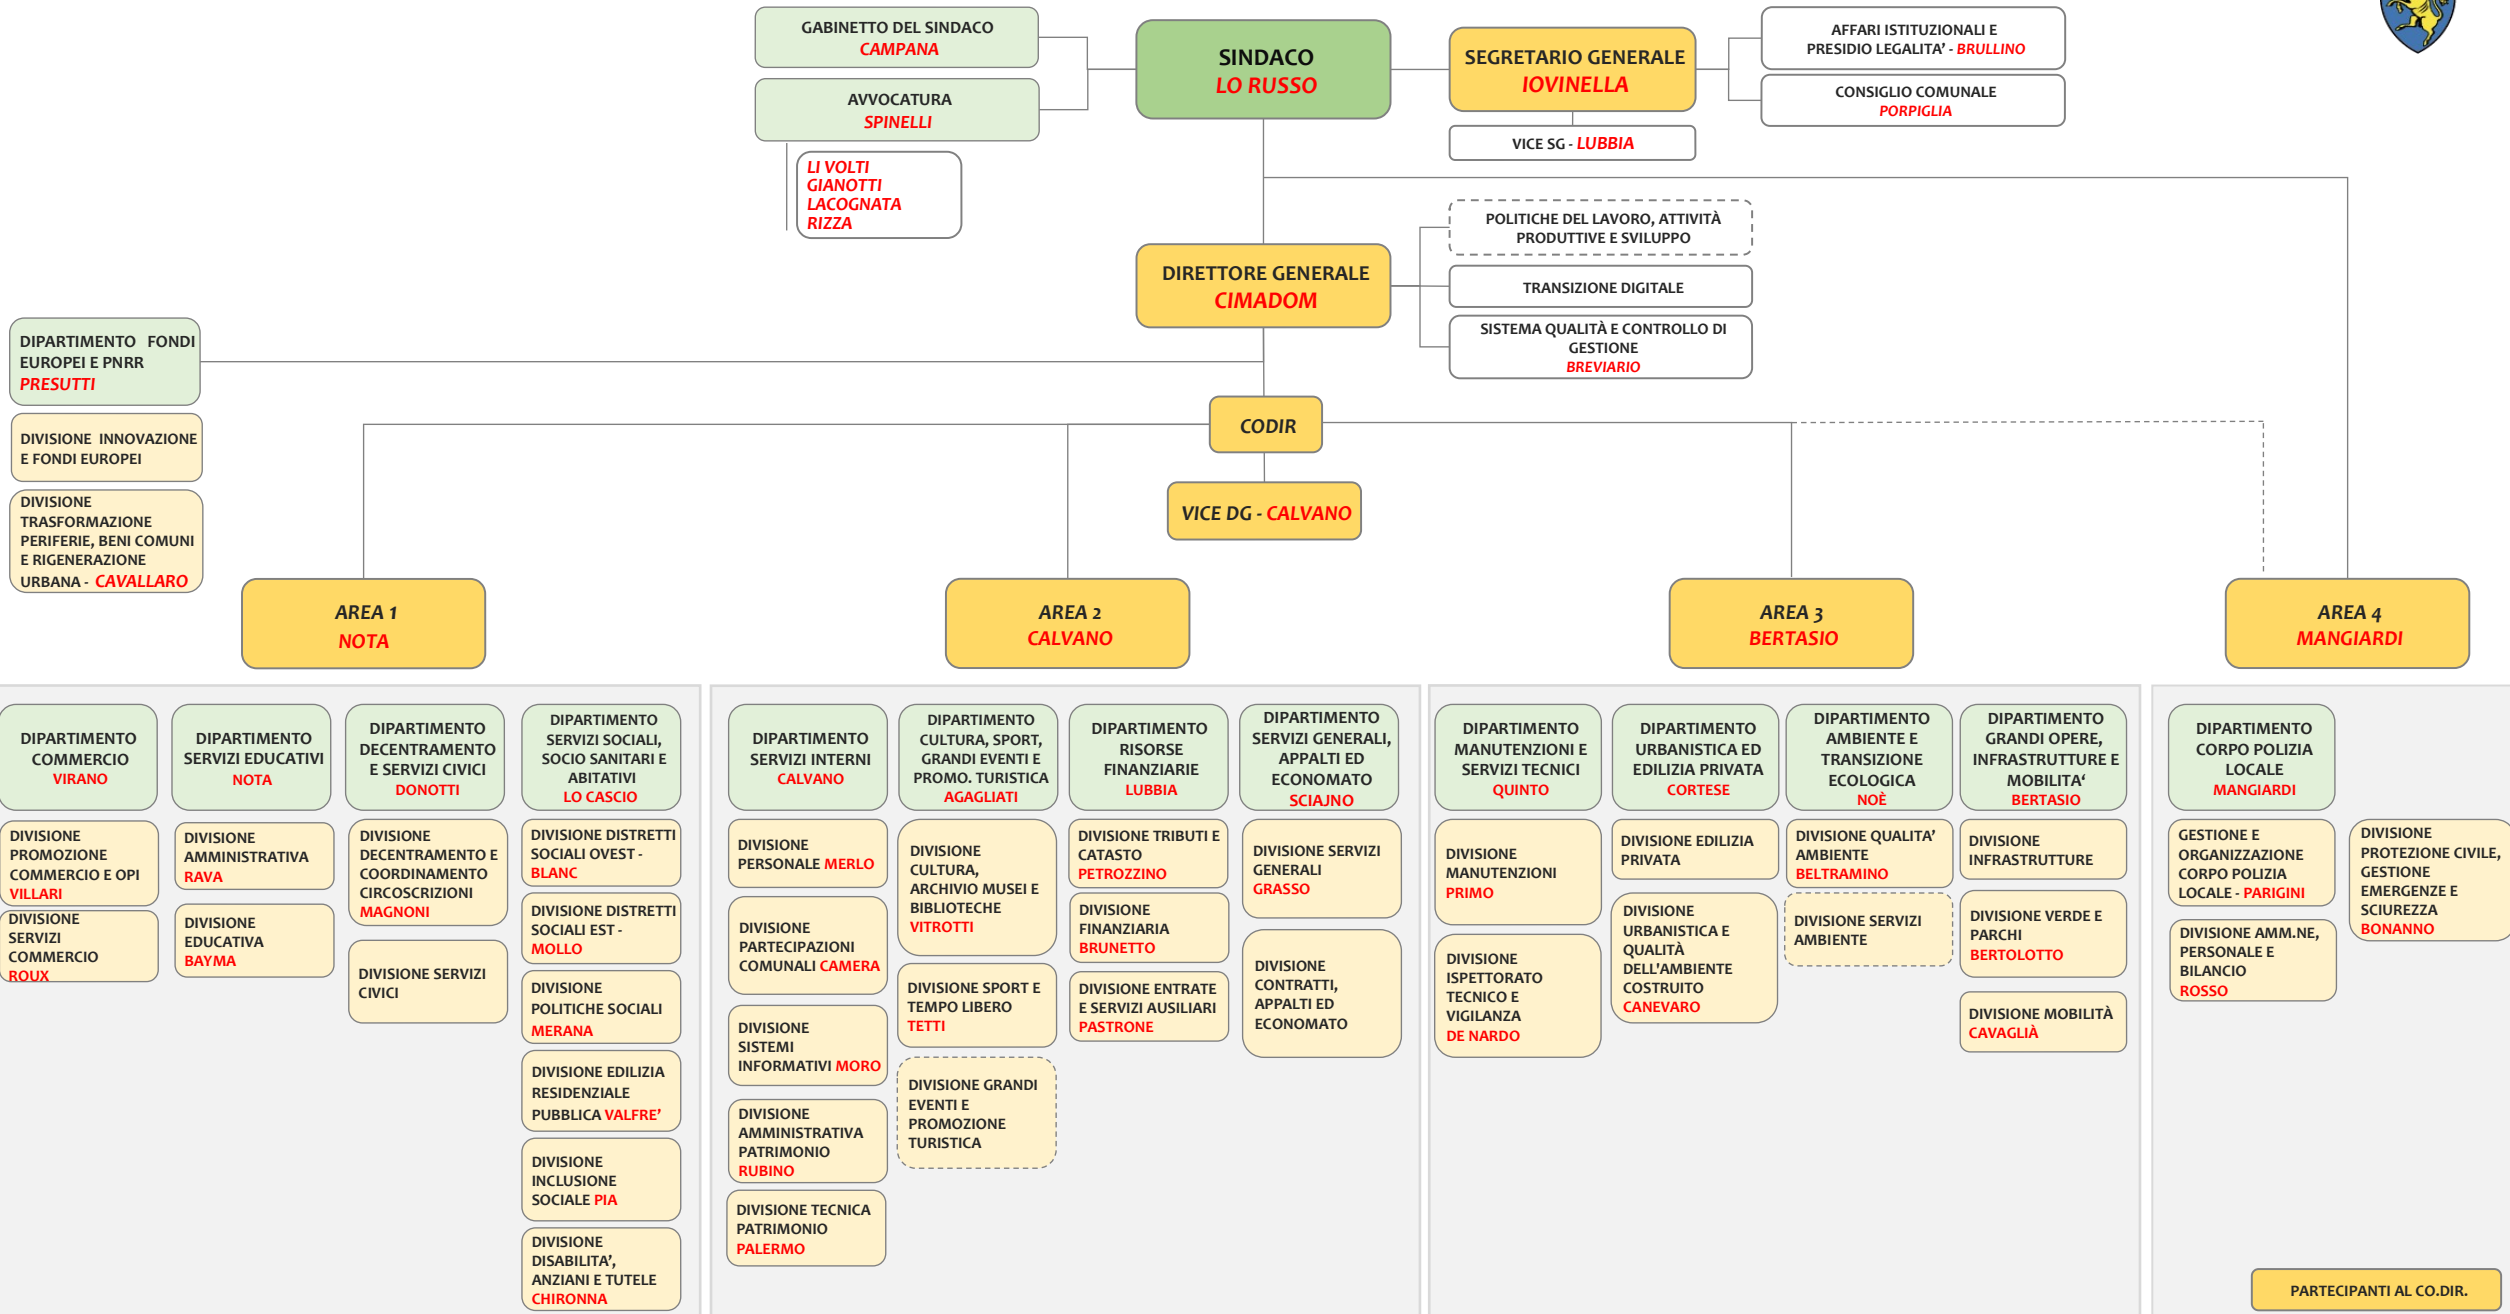 GABINETTO DEL SINDACO
CAMPANA
AVVOCATURA
SPINELLI
LI VOLTI
GIANOTTI
LACOGNATA
RIZZA
SINDACO
LO RUSSO
SEGRETARIO GENERALE
IOVINELLA
VICE SG - LUBBIA
AFFARI ISTITUZIONALI E
PRESIDIO LEGALITA' - BRULLINO
CONSIGLIO COMUNALE
PORPIGLIA
DIRETTORE GENERALE
CIMADOM
POLITICHE DEL LAVORO, ATTIVITÀ
PRODUTTIVE E SVILUPPO
TRANSIZIONE DIGITALE
SISTEMA QUALITÀ E CONTROLLO DI
GESTIONE
BREVIARIO
DIPARTIMENTO FONDI
EUROPEI E PNRR
PRESUTTI
DIVISIONE INNOVAZIONE
E FONDI EUROPEI
DIVISIONE
TRASFORMAZIONE
PERIFERIE, BENI COMUNI
E RIGENERAZIONE
URBANA - CAVALLARO
CODIR
VICE DG - CALVANO
AREA 1
NOTA
AREA 2
CALVANO
AREA 3
BERTASIO
AREA 4
MANGIARDI
DIPARTIMENTO
COMMERCIO
VIRANO
DIVISIONE
PROMOZIONE
COMMERCIO E OPI
VILLARI
DIVISIONE
SERVIZI
COMMERCIO
ROUX
DIPARTIMENTO
SERVIZI EDUCATIVI
NOTA
DIVISIONE
AMMINISTRATIVA
RAVA
DIVISIONE
EDUCATIVA
BAYMA
DIPARTIMENTO
DECENTRAMENTO
E SERVIZI CIVICI
DONOTTI
DIVISIONE
DECENTRAMENTO E
COORDINAMENTO
CIRCOSCRIZIONI
MAGNONI
DIVISIONE SERVIZI
CIVICI
DIPARTIMENTO
SERVIZI SOCIALI,
SOCIO SANITARI E
ABITATIVI
LO CASCIO
DIVISIONE DISTRETTI
SOCIALI OVEST -
BLANC
DIVISIONE DISTRETTI
SOCIALI EST -
MOLLO
DIVISIONE
POLITICHE SOCIALI
MERANA
DIVISIONE EDILIZIA
RESIDENZIALE
PUBBLICA VALFRE'
DIVISIONE
INCLUSIONE
SOCIALE PIA
DIVISIONE
DISABILITA',
ANZIANI E TUTELE
CHIRONNA
DIPARTIMENTO
SERVIZI INTERNI
CALVANO
DIVISIONE
PERSONALE MERLO
DIVISIONE
PARTECIPAZIONI
COMUNALI CAMERA
DIVISIONE
SISTEMI
INFORMATIVI MORO
DIVISIONE
AMMINISTRATIVA
PATRIMONIO
RUBINO
DIVISIONE TECNICA
PATRIMONIO
PALERMO
DIPARTIMENTO
CULTURA, SPORT,
GRANDI EVENTI E
PROMO. TURISTICA
AGAGLIATI
DIVISIONE
CULTURA,
ARCHIVIO MUSEI E
BIBLIOTECHE
VITROTTI
DIVISIONE SPORT E
TEMPO LIBERO
TETTI
DIVISIONE GRANDI
EVENTI E
PROMOZIONE
TURISTICA
DIPARTIMENTO
RISORSE
FINANZIARIE
LUBBIA
DIVISIONE TRIBUTI E
CATASTO
PETROZZINO
DIVISIONE
FINANZIARIA
BRUNETTO
DIVISIONE ENTRATE
E SERVIZI AUSILIARI
PASTRONE
DIPARTIMENTO
SERVIZI GENERALI,
APPALTI ED
ECONOMATO
SCIAJNO
DIVISIONE SERVIZI
GENERALI
GRASSO
DIVISIONE
CONTRATTI,
APPALTI ED
ECONOMATO
DIPARTIMENTO
MANUTENZIONI E
SERVIZI TECNICI
QUINTO
DIVISIONE
MANUTENZIONI
PRIMO
DIVISIONE
ISPETTORATO
TECNICO E
VIGILANZA
DE NARDO
DIPARTIMENTO
URBANISTICA ED
EDILIZIA PRIVATA
CORTESE
DIVISIONE EDILIZIA
PRIVATA
DIVISIONE
URBANISTICA E
QUALITÀ
DELL'AMBIENTE
COSTRUITO
CANEVARO
DIPARTIMENTO
AMBIENTE E
TRANSIZIONE
ECOLOGICA
NOÈ
DIVISIONE QUALITA'
AMBIENTE
BELTRAMINO
DIVISIONE SERVIZI
AMBIENTE
DIPARTIMENTO
GRANDI OPERE,
INFRASTRUTTURE E
MOBILITA'
BERTASIO
DIVISIONE
INFRASTRUTTURE
DIVISIONE VERDE E
PARCHI
BERTOLOTTO
DIVISIONE MOBILITÀ
CAVAGLIÀ
DIPARTIMENTO
CORPO POLIZIA
LOCALE
MANGIARDI
GESTIONE E
ORGANIZZAZIONE
CORPO POLIZIA
LOCALE - PARIGINI
DIVISIONE AMM.NE,
PERSONALE E
BILANCIO
ROSSO
DIVISIONE
PROTEZIONE CIVILE,
GESTIONE
EMERGENZE E
SCIUREZZA
BONANNO
PARTECIPANTI AL CO.DIR.